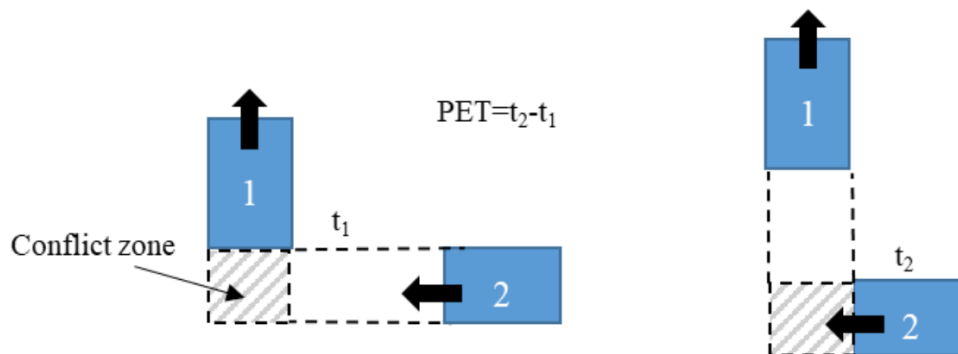 1
PET=t₂-t₁
1
t₁
Conflict zone
t₂
2
2